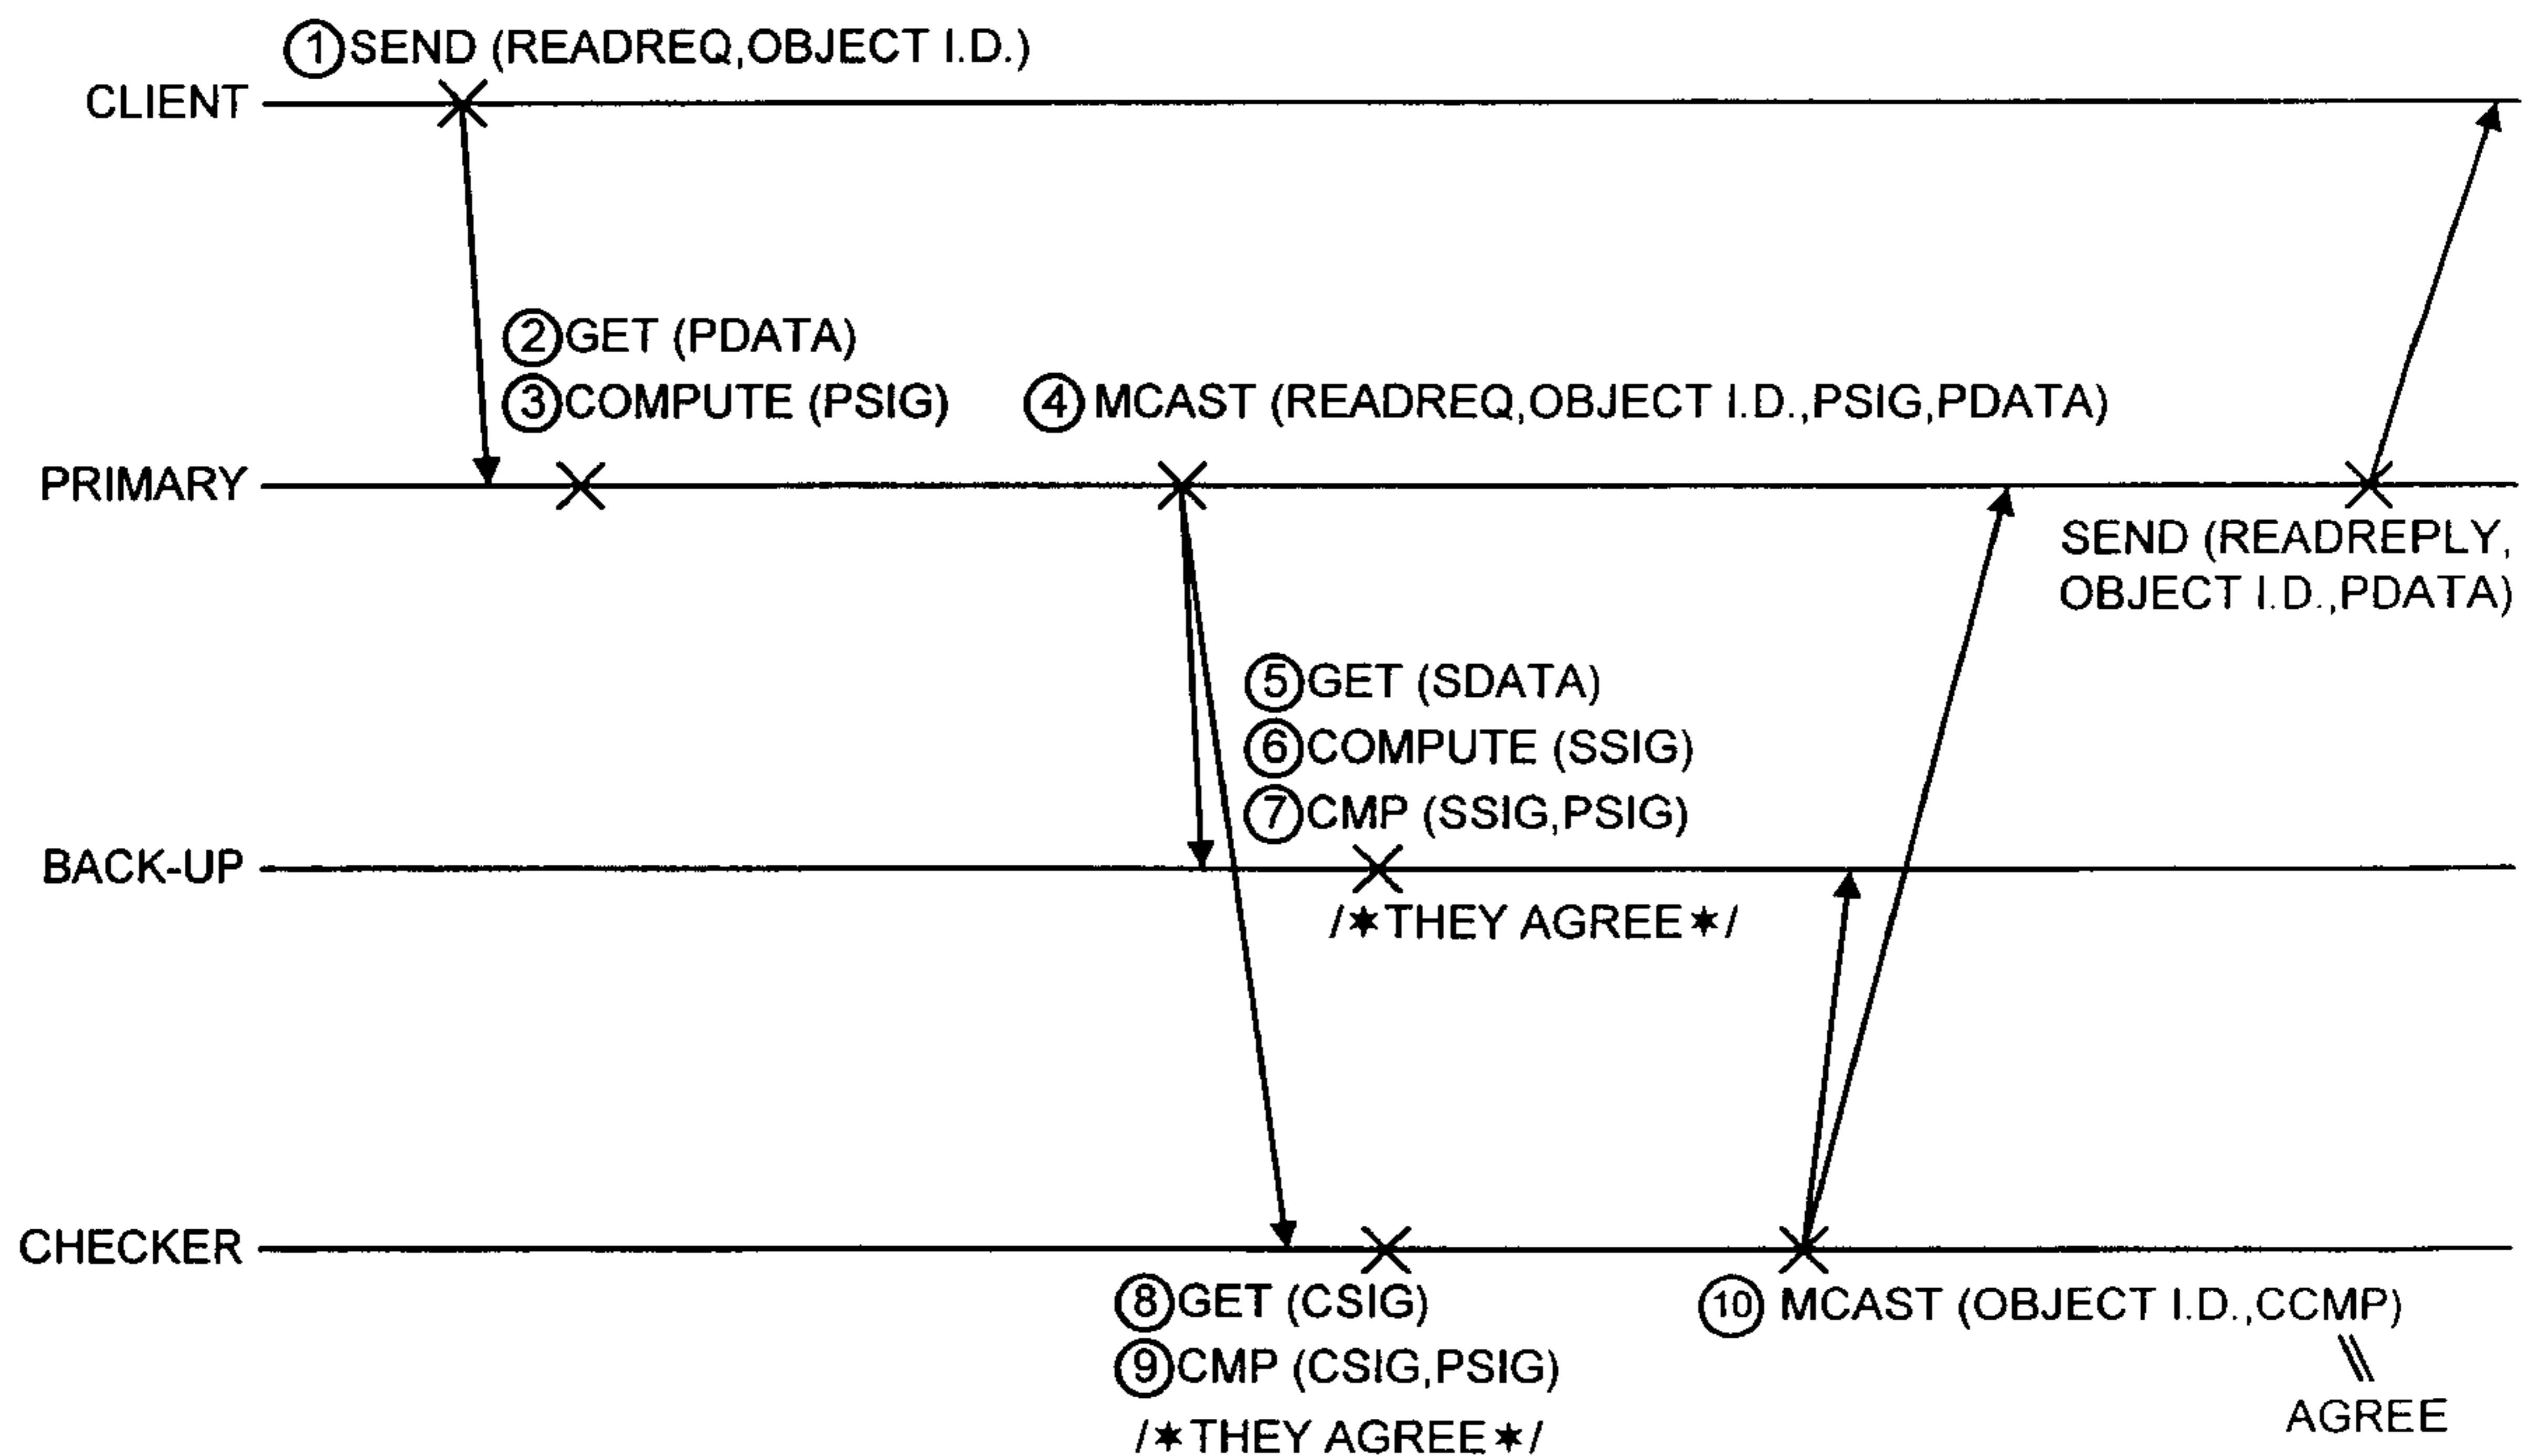 ①SEND (READREQ,OBJECT I.D.)
CLIENT
②GET (PDATA)
③COMPUTE (PSIG)
④MCAST (READREQ,OBJECT I.D.,PSIG,PDATA)
PRIMARY
SEND (READREPLY,
OBJECT I.D.,PDATA)
⑤GET (SDATA)
⑥COMPUTE (SSIG)
⑦CMP (SSIG,PSIG)
BACK-UP
/✶THEY AGREE✶/
CHECKER
⑧GET (CSIG)
⑨CMP (CSIG,PSIG)
/✶THEY AGREE✶/
⑩ MCAST (OBJECT I.D.,CCMP)
AGREE